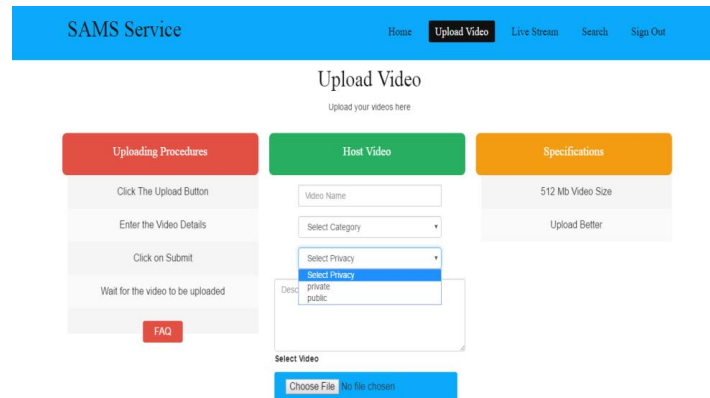 SAMS Service
Home Upload Video Live Stream Search Sign Out
Upload Video
Upload your videos here
Uploading Procedures
Click The Upload Button
Enter the Video Details
Click on Submit
Wait for the video to be uploaded
FAQ
Host Video
Video Name
Select Category
Select Privacy
Select Privacy
private
public
Desc
Select Video
Choose File No file chosen
Specifications
512 Mb Video Size
Upload Better